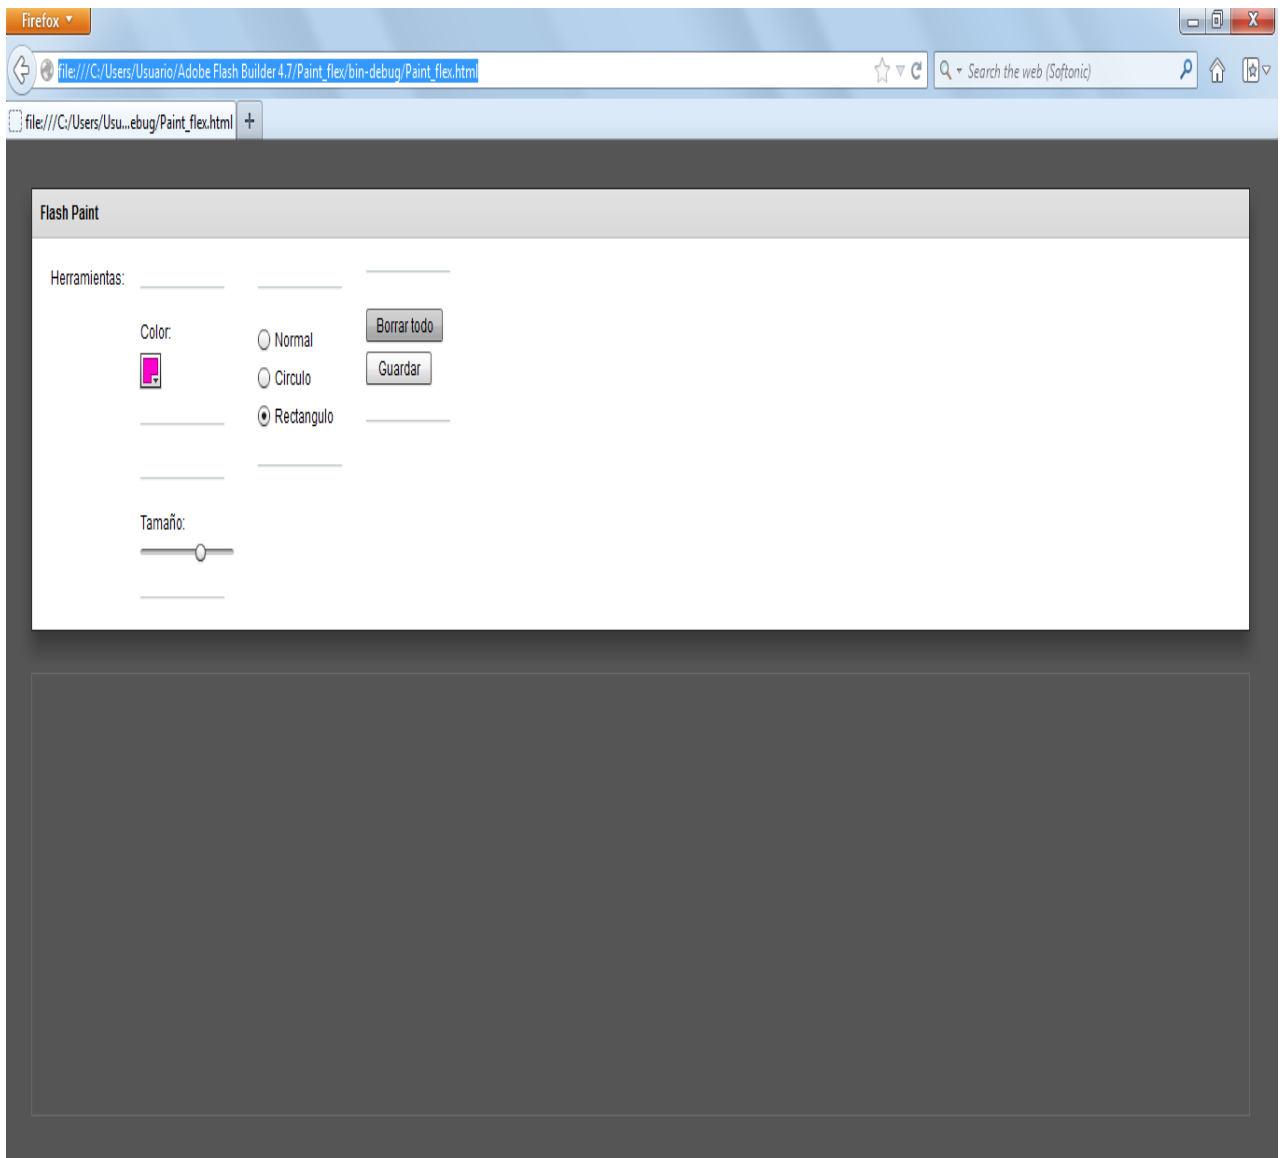 Firefox
file:///C:/Users/Usuario/Adobe Flash Builder 4.7/Paint_flex/bin-debug/Paint_flex.html
Search the web (Softonic)
file:///C:/Users/Usu...ebug/Paint_flex.html
Flash Paint
Herramientas:
Color:
Normal
Circulo
Rectangulo
Borrar todo
Guardar
Tamaño: